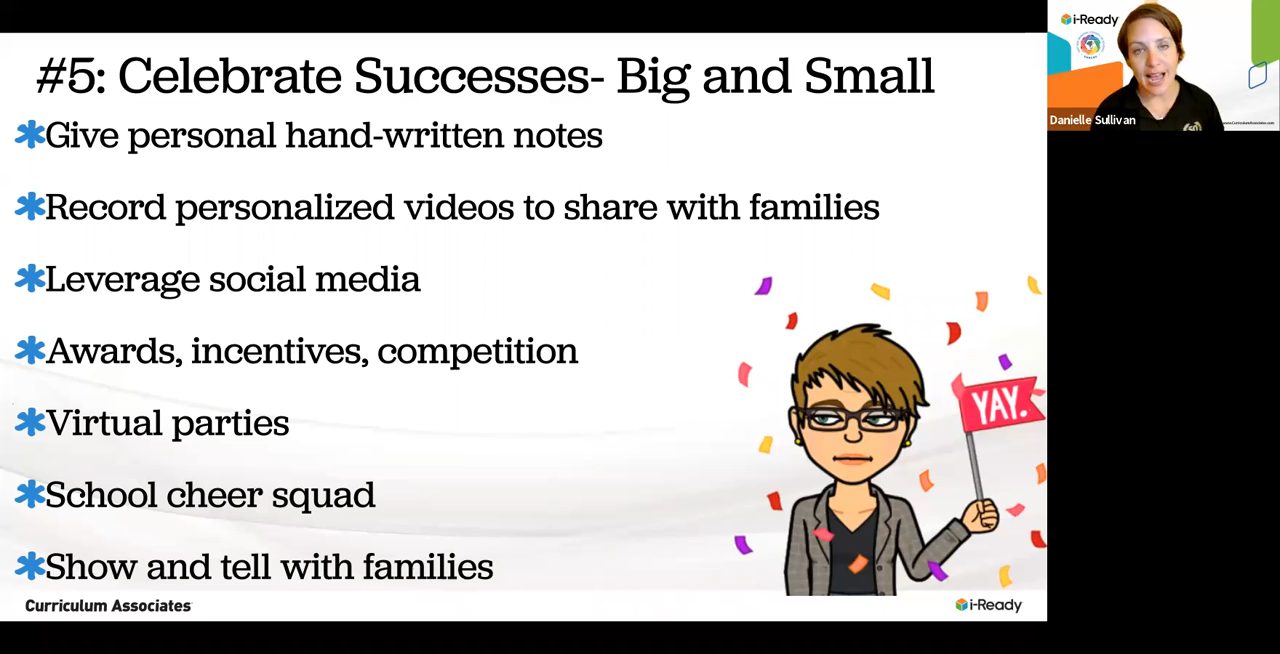 #5: Celebrate Successes- Big and Small
✱Give personal hand-written notes
✱Record personalized videos to share with families
✱Leverage social media
✱Awards, incentives, competition
✱Virtual parties
✱School cheer squad
✱Show and tell with families
YAY.
Curriculum Associates
i-Ready
i-Ready
Danielle Sullivan